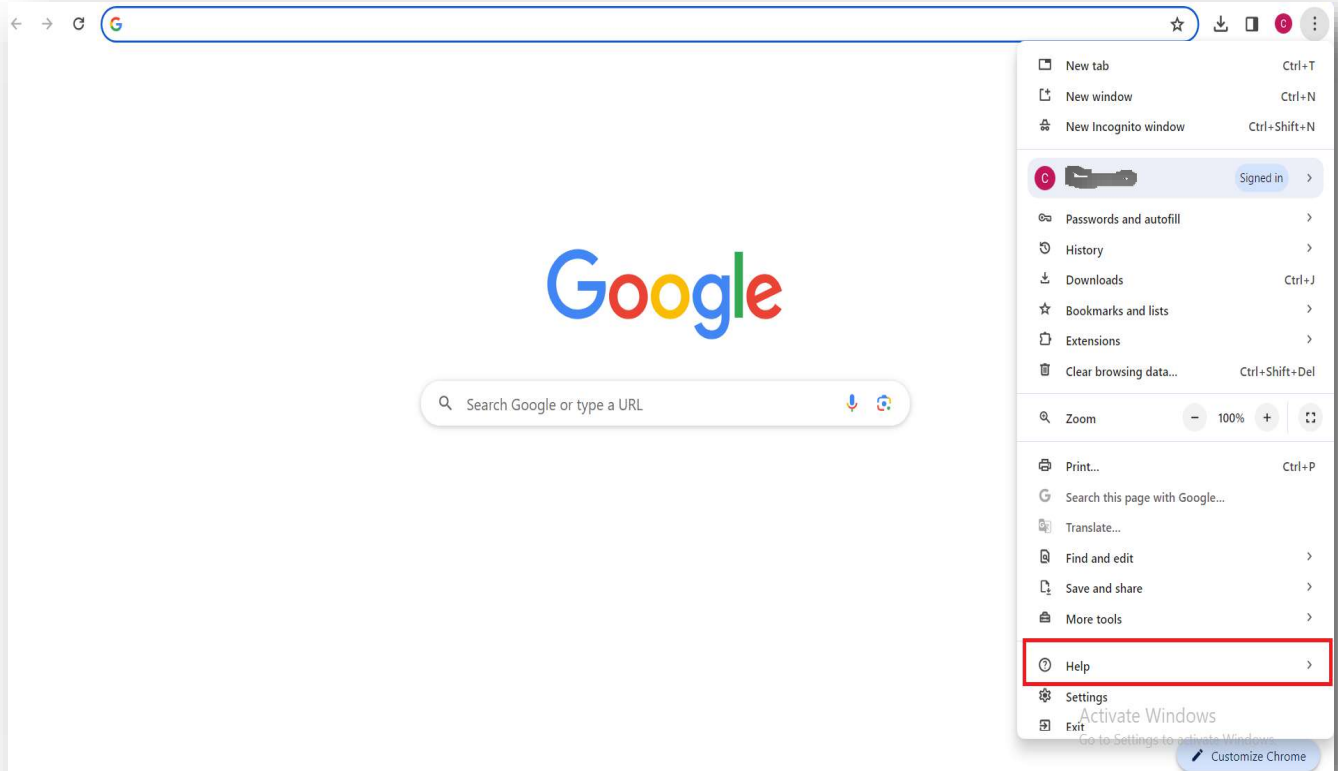 G
C
New tab Ctrl+T
New window Ctrl+N
New Incognito window Ctrl+Shift+N
C Signed in
Passwords and autofill
History
Downloads Ctrl+J
Bookmarks and lists
Extensions
Clear browsing data... Ctrl+Shift+Del
Zoom - 100% +
Print... Ctrl+P
G Search this page with Google...
Translate...
Find and edit
Save and share
More tools
Help
Settings
Exit
Google
Search Google or type a URL
Activate Windows
Go to Settings to activate Windows.
Customize Chrome